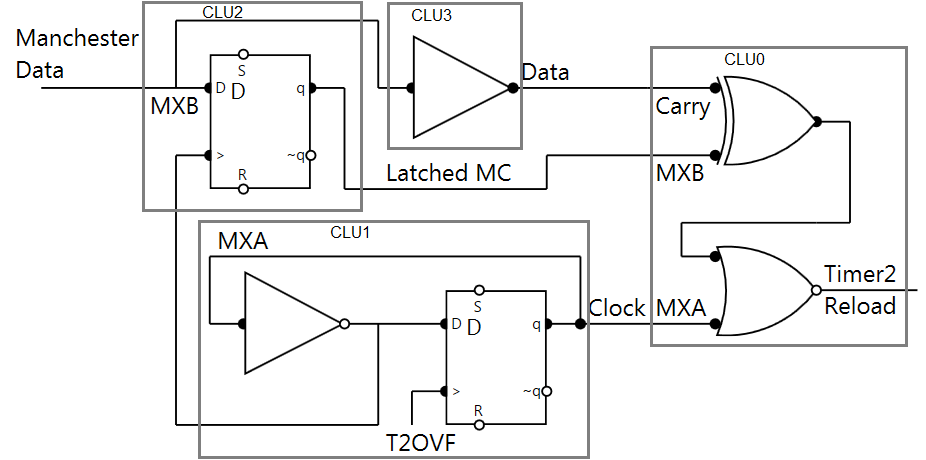 CLU2
CLU3
CLU0
Manchester
Data
MXB
S
D D q
> ~q
R
Data
Carry
MXB
Latched MC
CLU1
MXA
S
D D q
> ~q
R
T2OVF
Clock MXA
Timer2
Reload